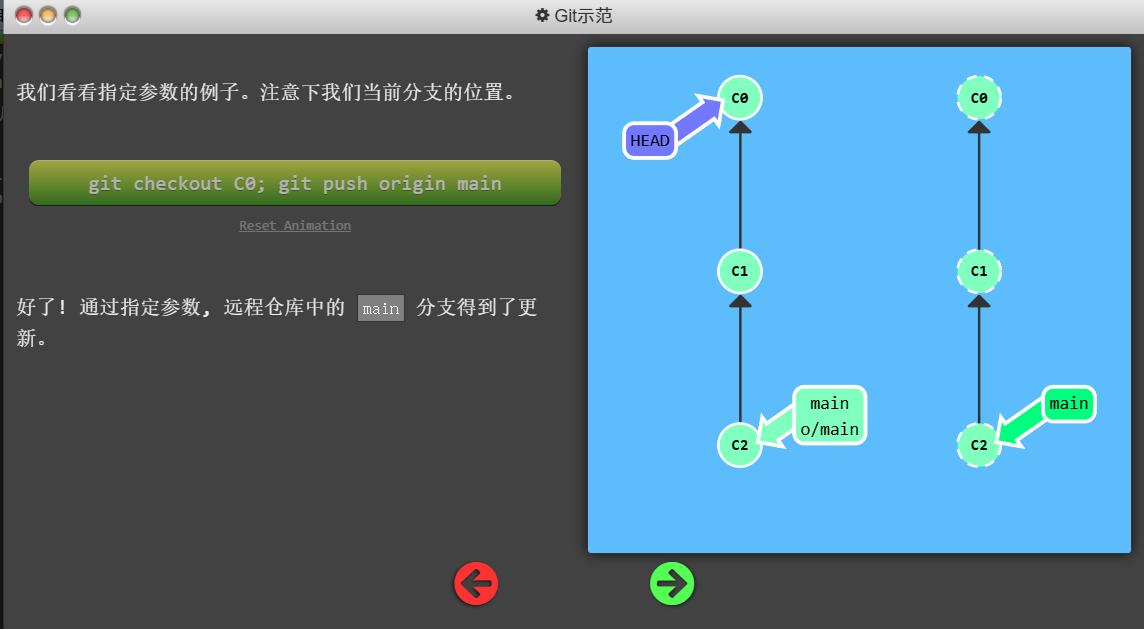 Git示范
我们看看指定参数的例子。注意下我们当前分支的位置。
git checkout C0; git push origin main
Reset Animation
好了! 通过指定参数, 远程仓库中的 main 分支得到了更
新。
C0
HEAD
C1
main
o/main
C2
C0
C1
main
C2